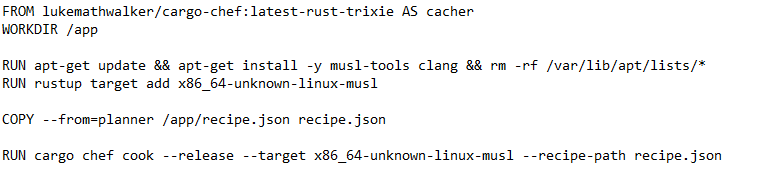 FROM lukemathwalker/cargo-chef:latest-rust-trixie AS cacher
WORKDIR /app
RUN apt-get update && apt-get install -y musl-tools clang && rm -rf /var/lib/apt/lists/*
RUN rustup target add x86_64-unknown-linux-musl
COPY --from=planner /app/recipe.json recipe.json
RUN cargo chef cook --release --target x86_64-unknown-linux-musl --recipe-path recipe.json